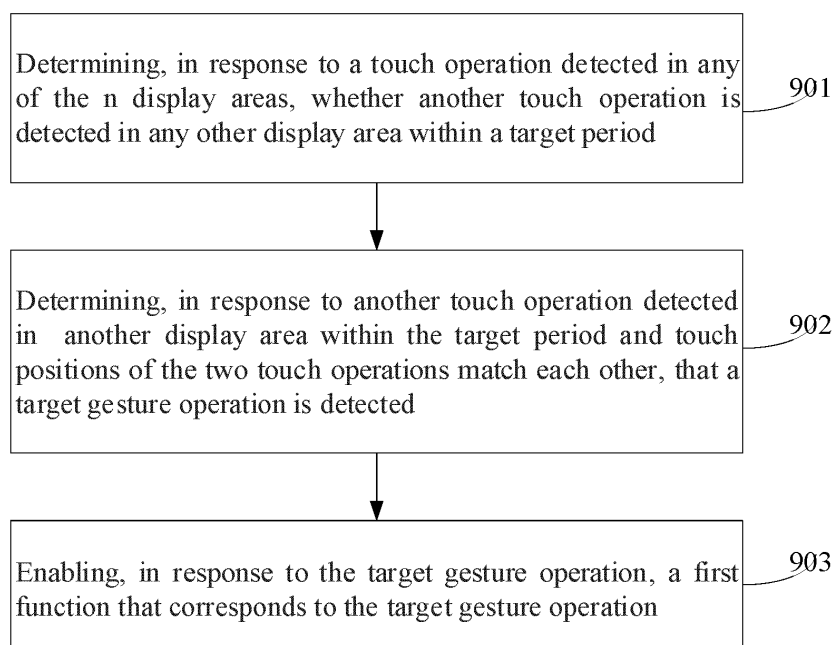 Determining, in response to a touch operation detected in any
of the n display areas, whether another touch operation is
detected in any other display area within a target period
901
Determining, in response to another touch operation detected
in another display area within the target period and touch
positions of the two touch operations match each other, that a
target gesture operation is detected
902
Enabling, in response to the target gesture operation, a first
function that corresponds to the target gesture operation
903